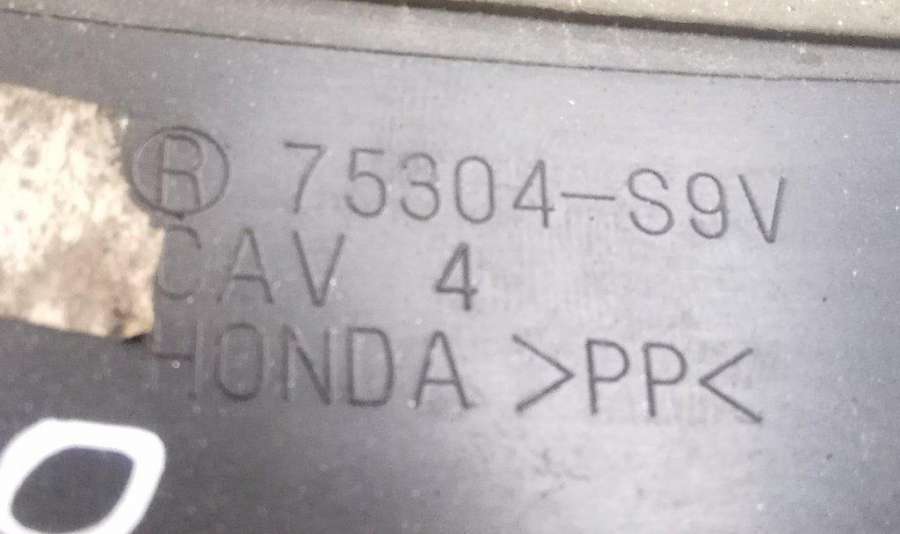 Ⓡ 75304-S9V
CAV 4
HONDA >PP<